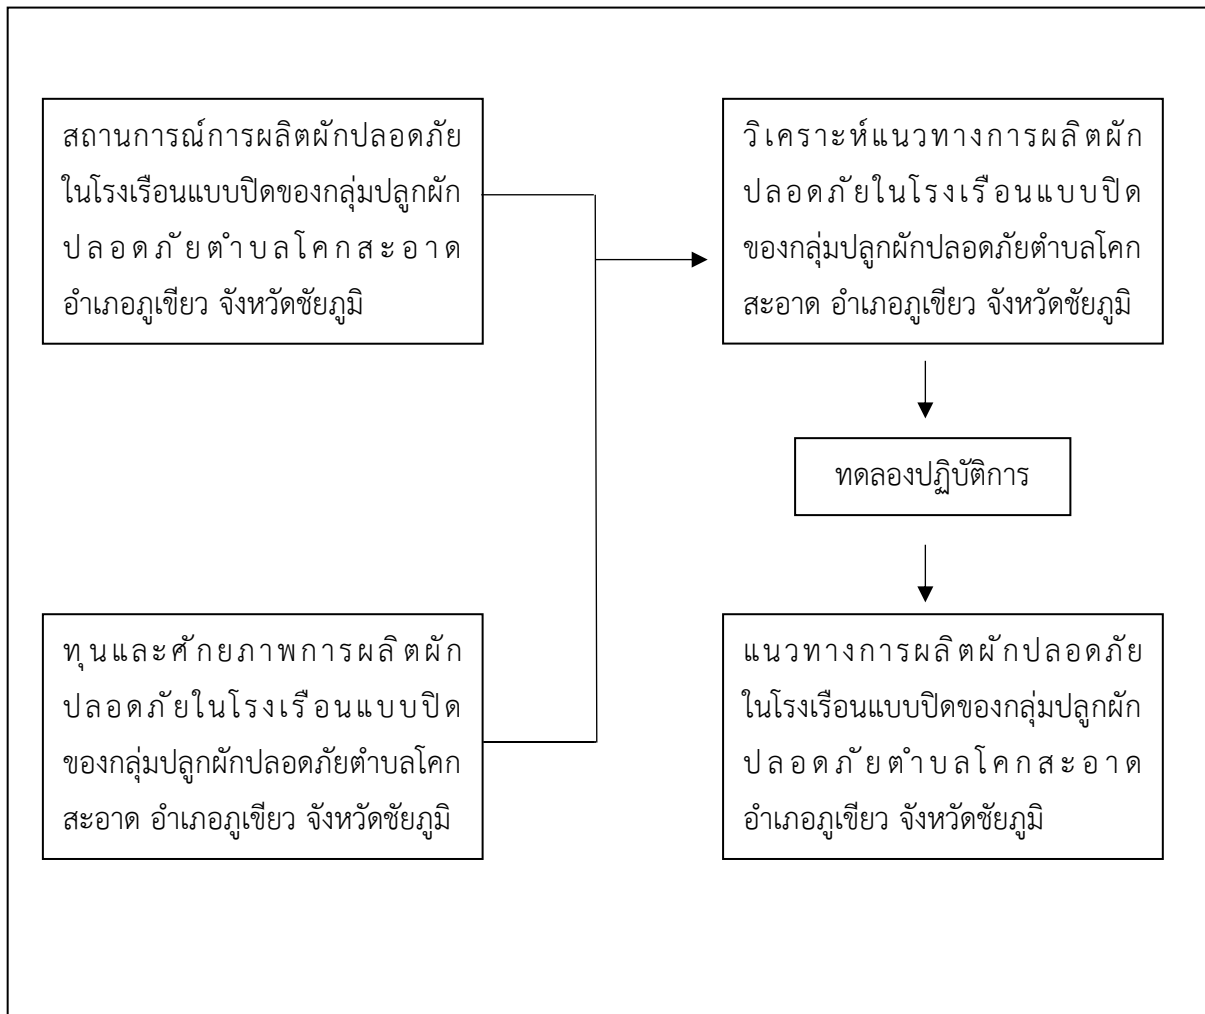 สถานการณ์การผลิตผักปลอดภัย
ในโรงเรือนแบบปิดของกลุ่มปลูกผัก
ปลอดภัยตำบลโคกสะอาด
อำเภอภูเขียว จังหวัดชัยภูมิ
วิเคราะห์แนวทางการผลิตผัก
ปลอดภัยในโรงเรือนแบบปิด
ของกลุ่มปลูกผักปลอดภัยตำบลโคก
สะอาด อำเภอภูเขียว จังหวัดชัยภูมิ
ทดลองปฏิบัติการ
ทุนและศักยภาพการผลิตผัก
ปลอดภัยในโรงเรือนแบบปิด
ของกลุ่มปลูกผักปลอดภัยตำบลโคก
สะอาด อำเภอภูเขียว จังหวัดชัยภูมิ
แนวทางการผลิตผักปลอดภัย
ในโรงเรือนแบบปิดของกลุ่มปลูกผัก
ปลอดภัยตำบลโคกสะอาด
อำเภอภูเขียว จังหวัดชัยภูมิ